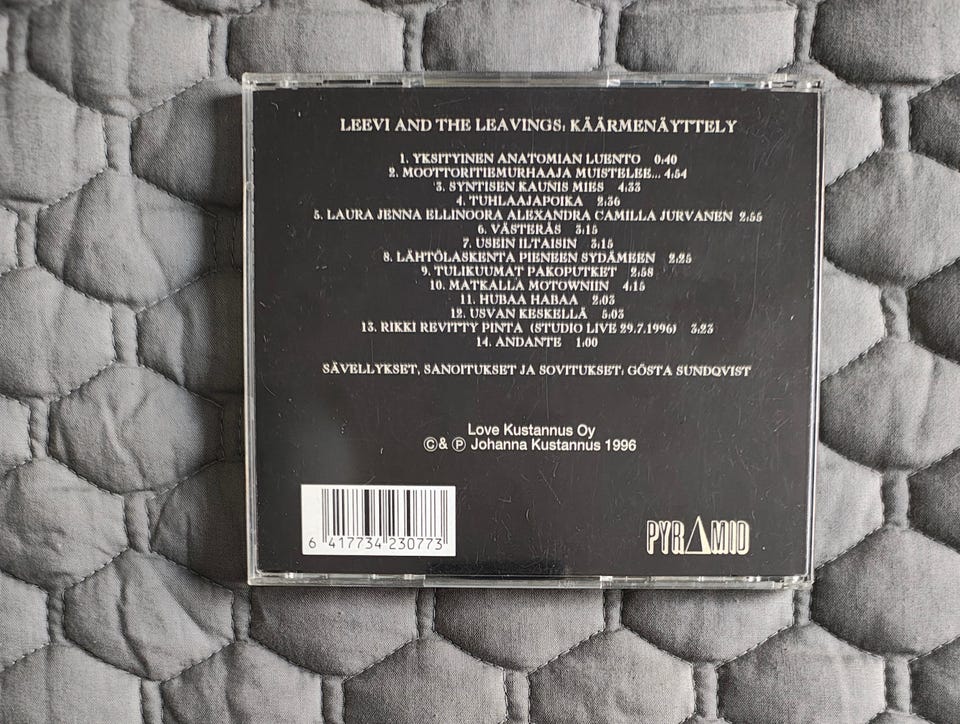 LEEVI AND THE LEAVINGS: KÄÄRMENÄYTTELY
1. YKSITYINEN ANATOMIAN LUENTO 0:40
2. MOOTTORITIEMURHAAJA MUISTELEE... 4:54
3. SYNTISEN KAUNIS MIES 4:33
4. TUHLAAJAPOIKA 2:36
5. LAURA JENNA ELLINOORA ALEXANDRA CAMILLA JURVANEN 2:55
6. VÄSTERÅS 3:15
7. USEIN ILTAISIN 3:15
8. LÄHTÖLASKENTA PIENEEN SYDÄMEEN 2:25
9. TULIKUUMAT PAKOPUTKET 2:58
10. MATKALLA MOTOWNIIN 4:15
11. HUBAA HABAA 2:03
12. USVAN KESKELLÄ 5:03
13. RIKKI REVITTY PINTA (STUDIO LIVE 29.7.1996) 3:23
14. ANDANTE 1:00
SÄVELLYKSET, SANOITUKSET JA SOVITUKSET: GÖSTA SUNDQVIST
Love Kustannus Oy
©& ℗ Johanna Kustannus 1996
6 417734 230773
PYRAMID